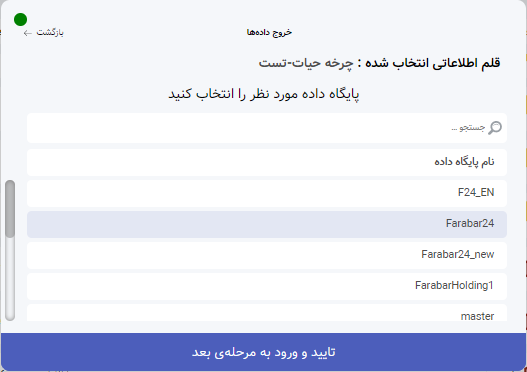 خروج داده‌ها
بازگشت
قلم اطلاعاتی انتخاب شده : چرخه حیات-تست
پایگاه داده مورد نظر را انتخاب کنید
جستجو ...
نام پایگاه داده
F24_EN
Farabar24
Farabar24_new
FarabarHolding1
master
تایید و ورود به مرحله‌ی بعد